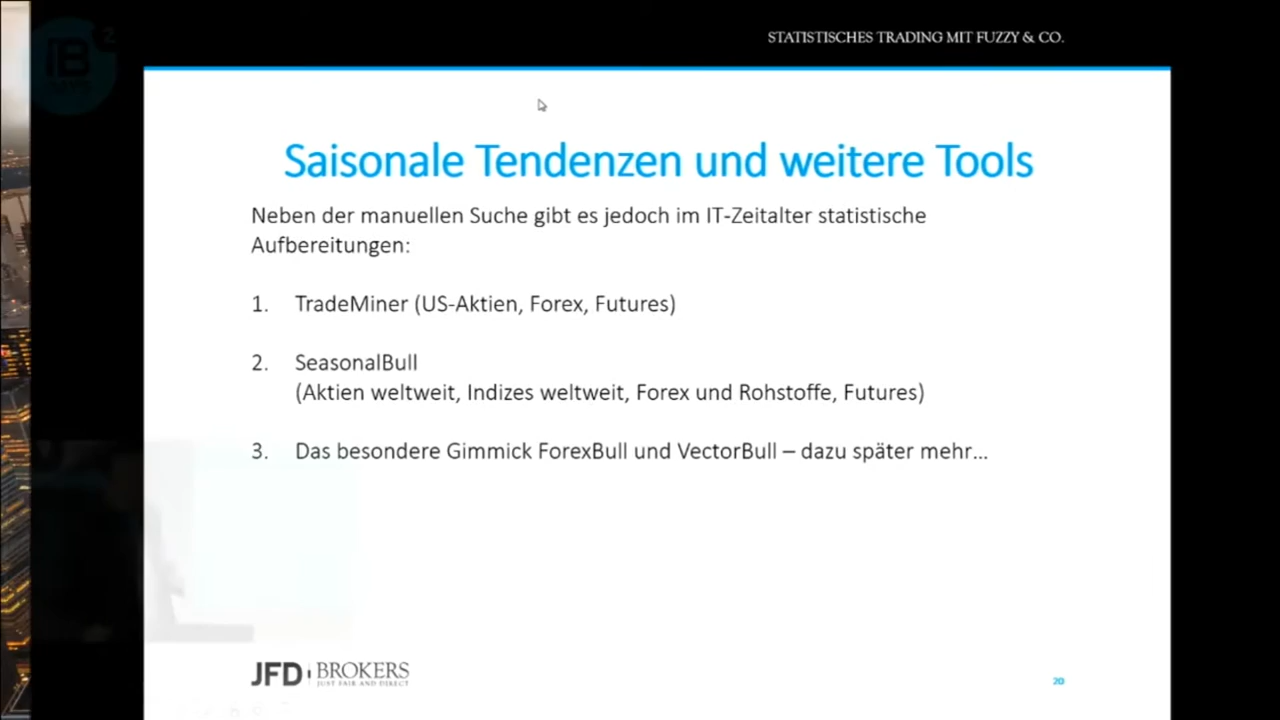 STATISTISCHES TRADING MIT FUZZY & CO.
Saisonale Tendenzen und weitere Tools
Neben der manuellen Suche gibt es jedoch im IT-Zeitalter statistische
Aufbereitungen:
1. TradeMiner (US-Aktien, Forex, Futures)
2. SeasonalBull
(Aktien weltweit, Indizes weltweit, Forex und Rohstoffe, Futures)
3. Das besondere Gimmick ForexBull und VectorBull – dazu später mehr...
JFD BROKERS
JUST FAIR AND DIRECT
20